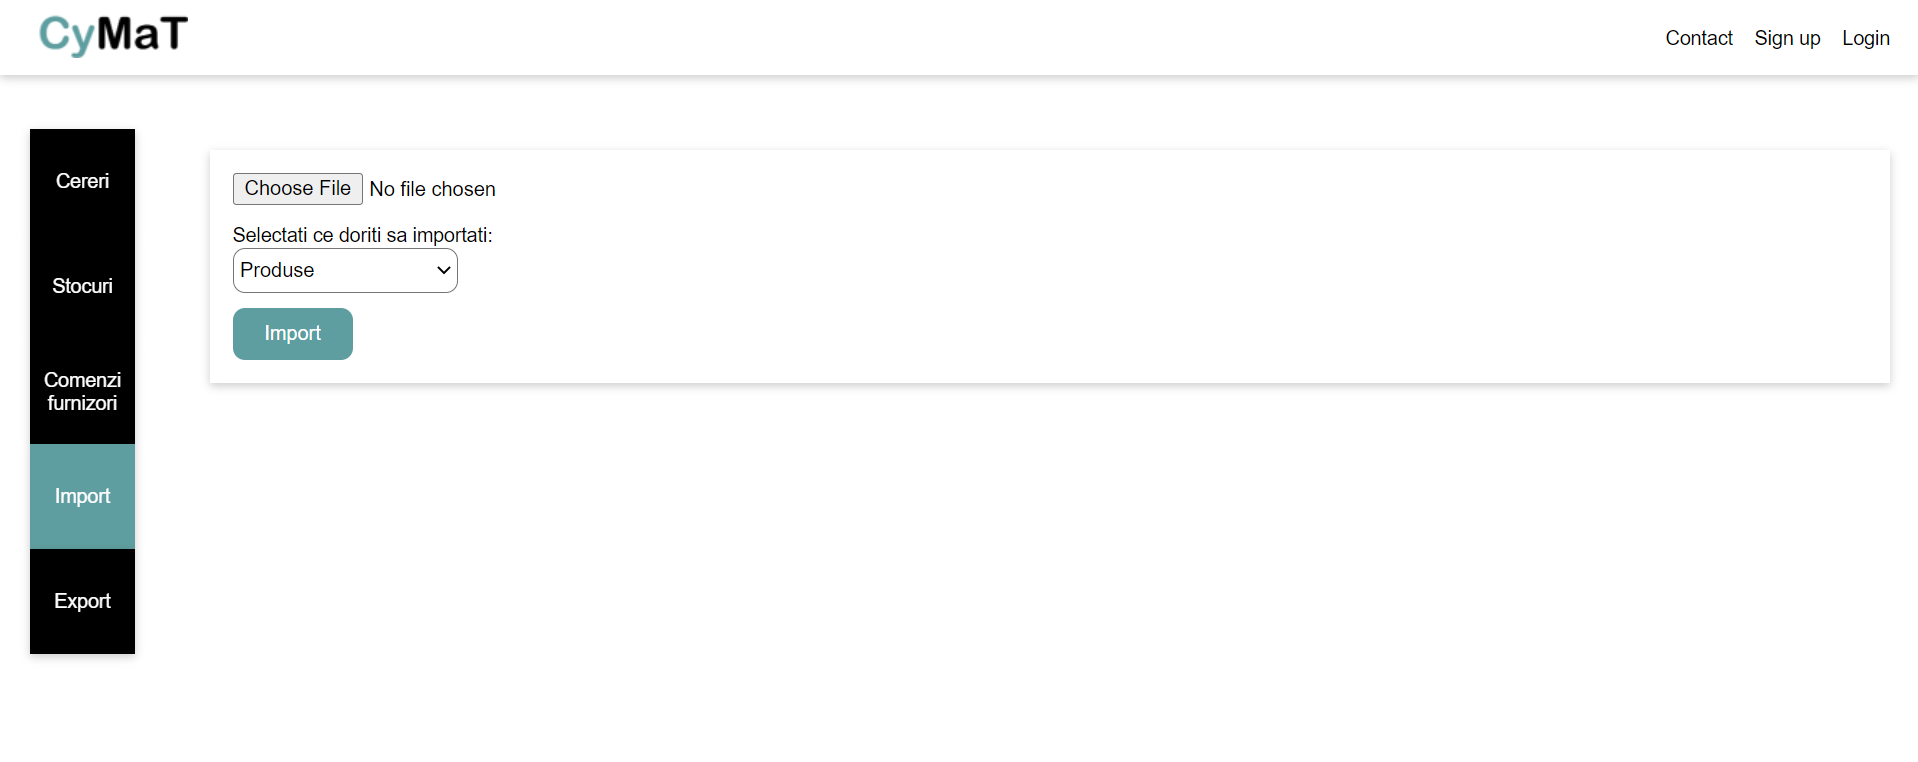 CyMaT
Contact Sign up Login
Cereri
Stocuri
Comenzi
furnizori
Import
Export
Choose File No file chosen
Selectati ce doriti sa importati:
Produse
Import